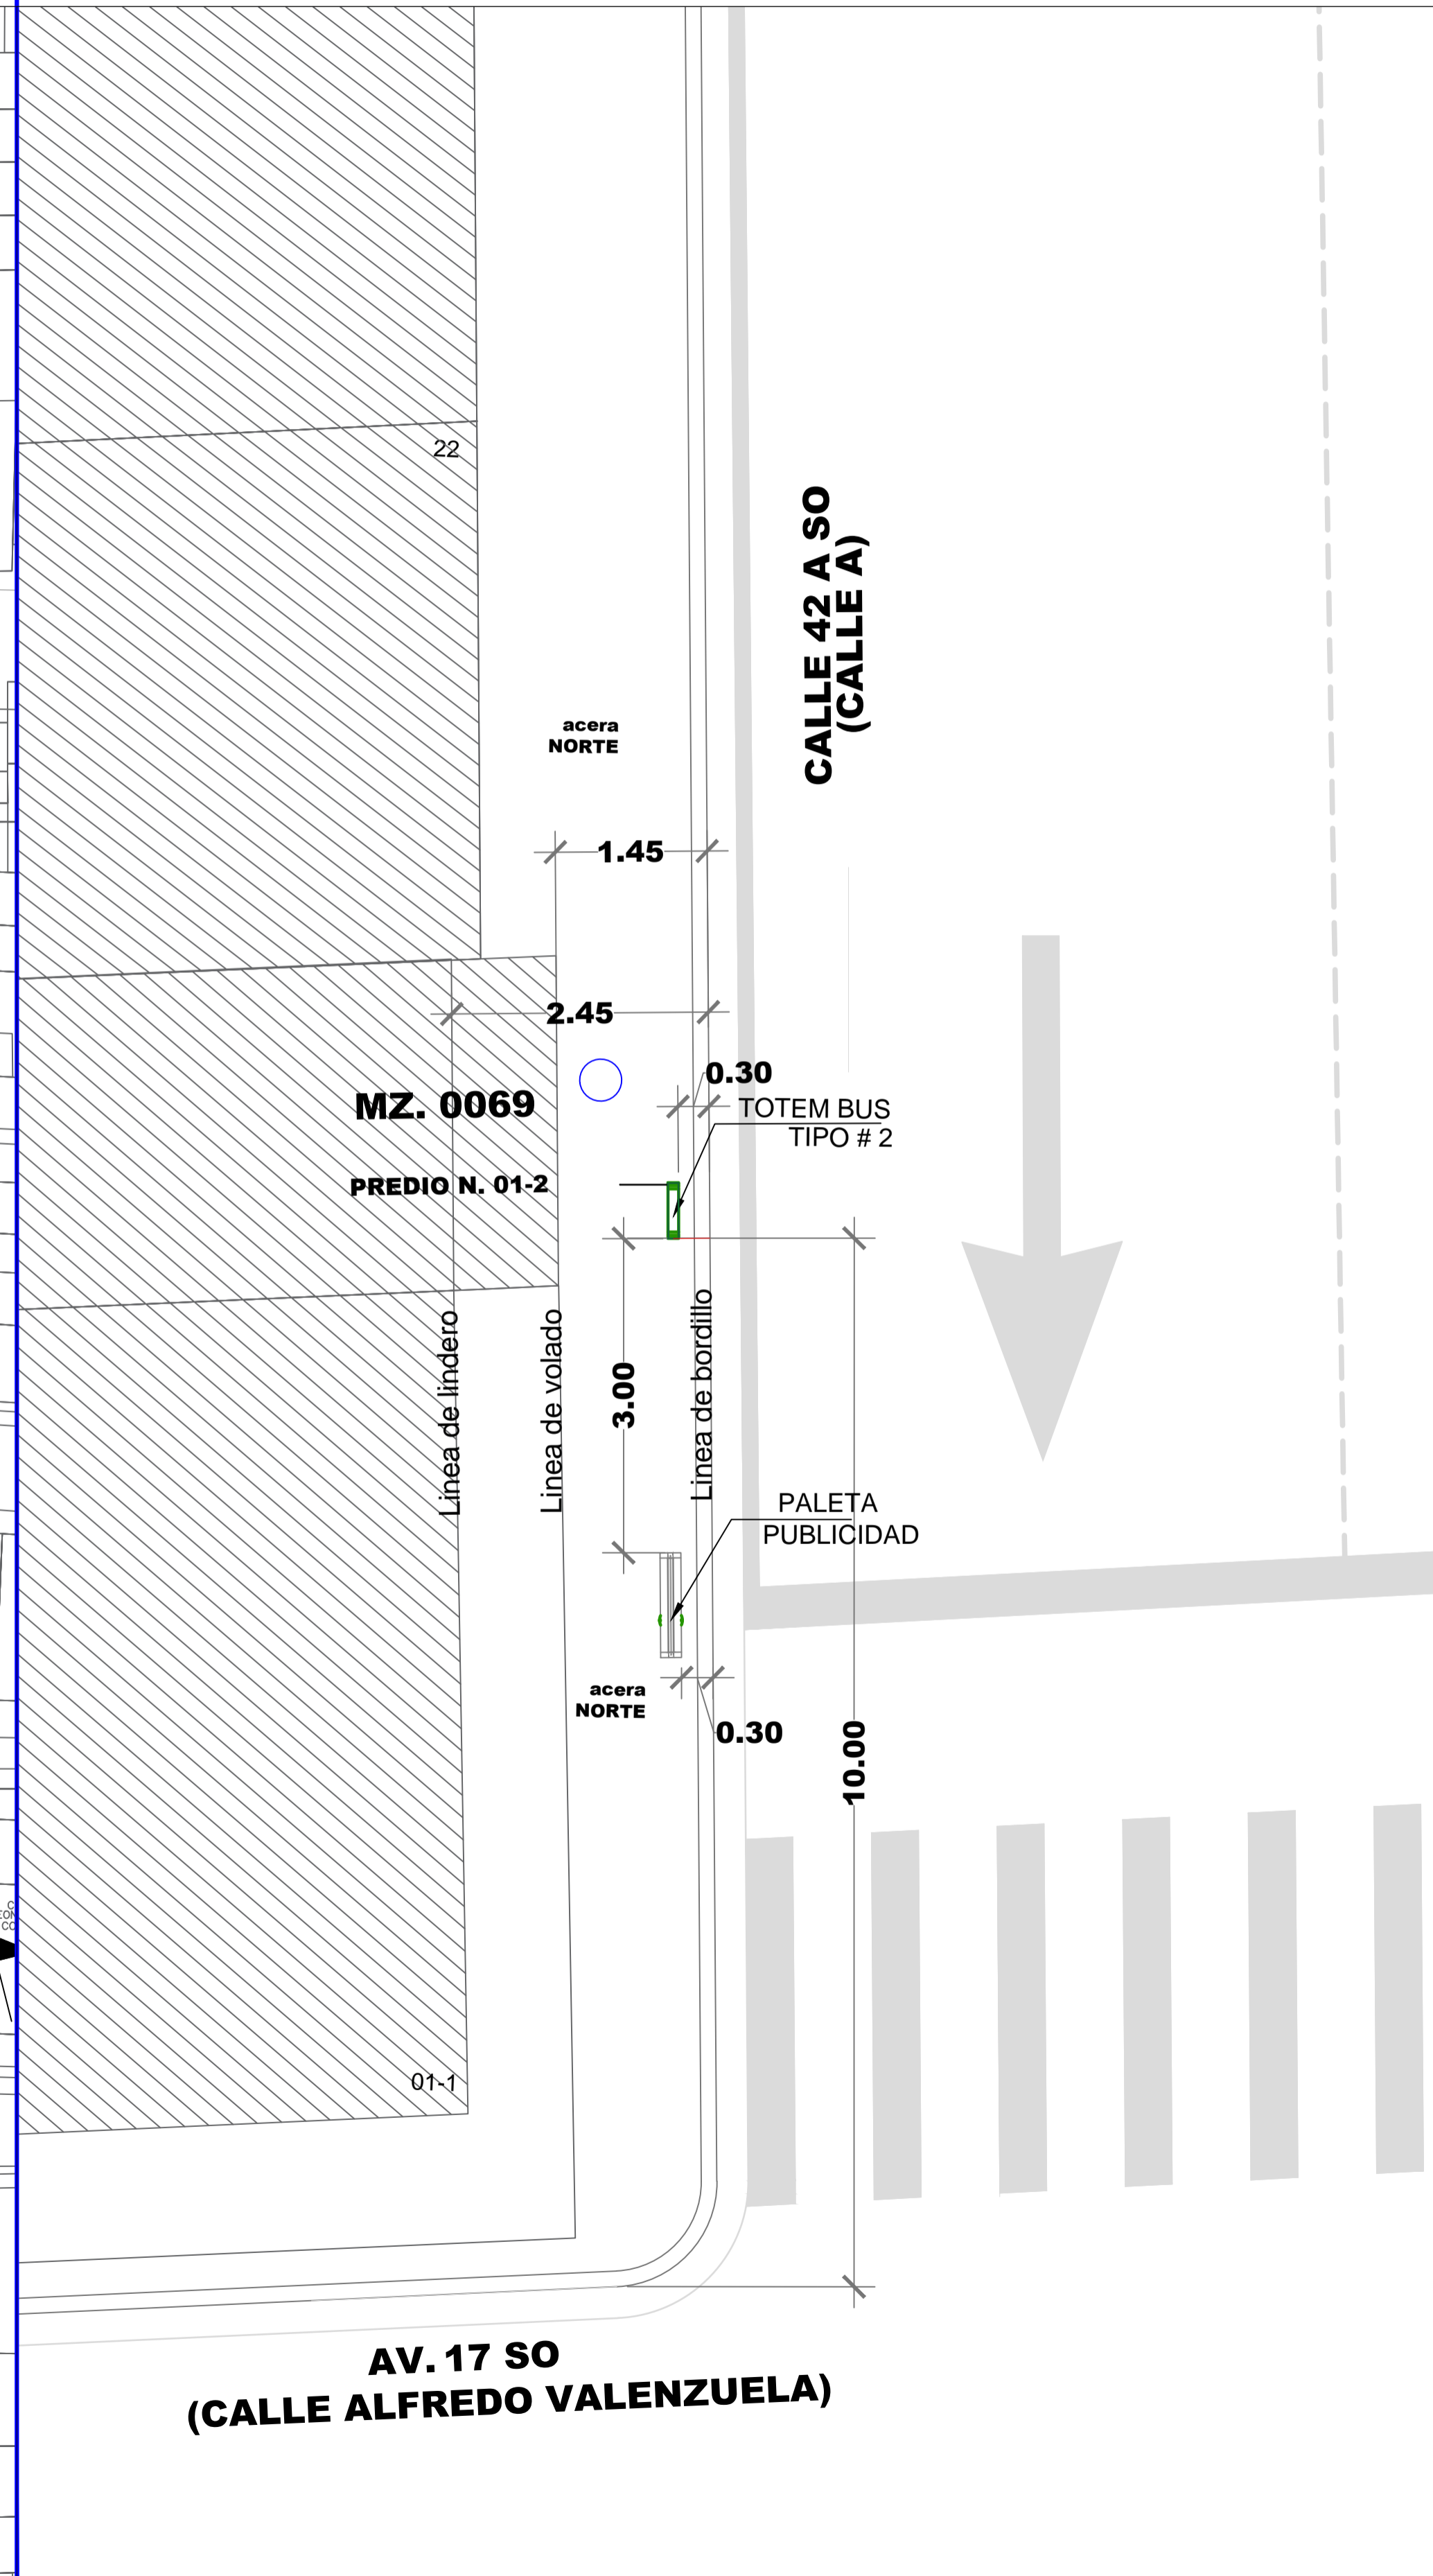 22
CALLE 42 A SO
(CALLE A)
acera
NORTE
1.45
2.45
0.30
MZ. 0069
TOTEM BUS
TIPO # 2
PREDIO N. 01-2
Linea de lindero
Linea de volado
3.00
Linea de bordillo
PALETA
PUBLICIDAD
acera
NORTE
0.30
10.00
01-1
AV. 17 SO
(CALLE ALFREDO VALENZUELA)